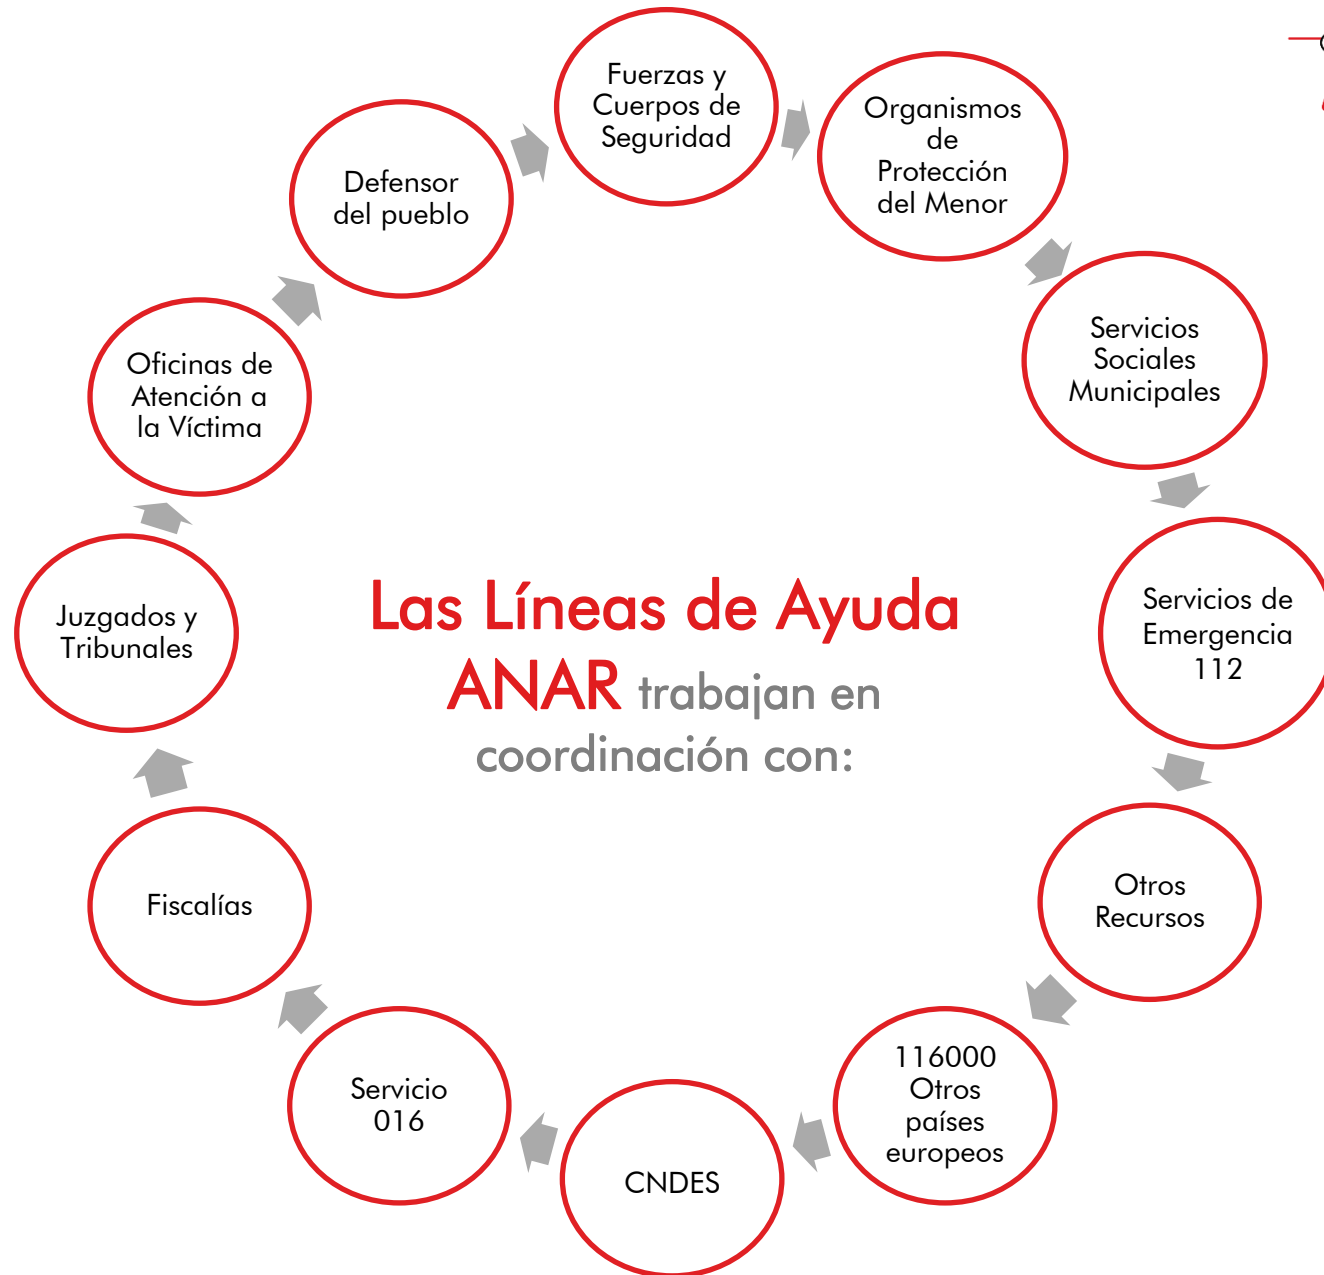 Fuerzas y
Cuerpos de
Seguridad
Organismos
de
Protección
del Menor
Servicios
Sociales
Municipales
Servicios de
Emergencia
112
Otros
Recursos
116000
Otros
países
europeos
CNDES
Servicio
016
Fiscalías
Juzgados y
Tribunales
Oficinas de
Atención a
la Víctima
Defensor
del pueblo
Las Líneas de Ayuda
ANAR trabajan en
coordinación con: